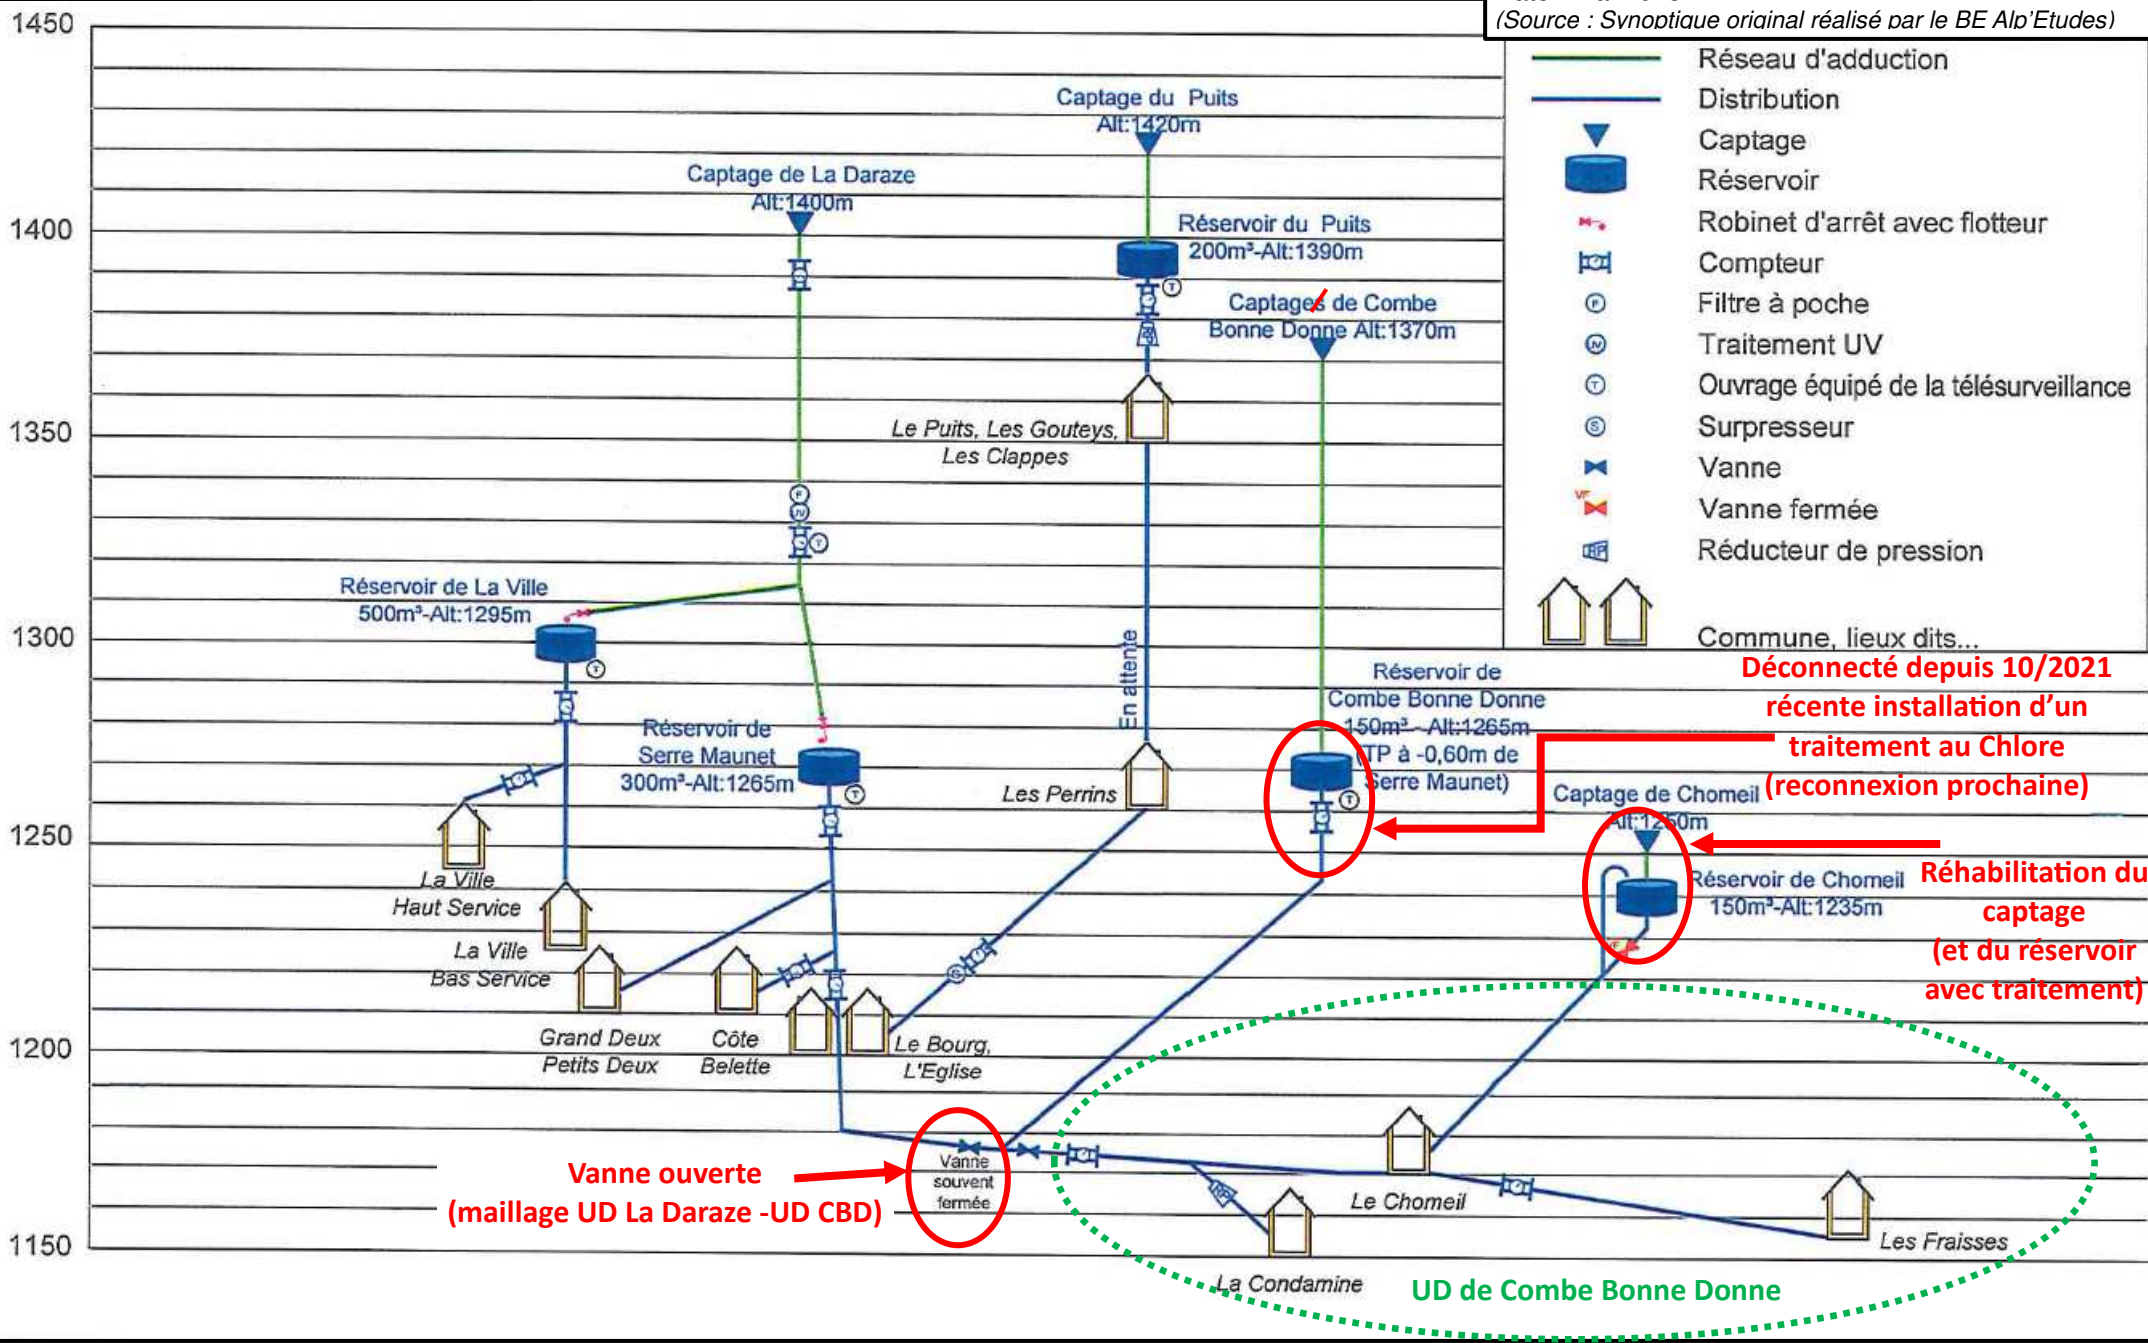 (Source : Synoptique original réalisé par le BE Alp'Etudes)
1450
1400
1350
1300
1250
1200
1150
Réseau d'adduction
Distribution
Captage
Réservoir
Robinet d'arrêt avec flotteur
Compteur
F
Filtre à poche
Traitement UV
T
Ouvrage équipé de la télésurveillance
S
Surpresseur
Vanne
VF
Vanne fermée
RP
Réducteur de pression
Commune, lieux dits...
Captage du Puits
Alt:1420m
Captage de La Daraze
Alt:1400m
Réservoir du Puits
200m³-Alt:1390m
T
Captages de Combe
Bonne Donne Alt:1370m
Le Puits, Les Gouteys,
Les Clappes
F
T
Réservoir de La Ville
500m³-Alt:1295m
T
En attente
Réservoir de
Combe Bonne Donne
150m³ - Alt:1265m
(TP à -0,60m de
Serre Maunet)
T
Déconnecté depuis 10/2021
récente installation d'un
traitement au Chlore
(reconnexion prochaine)
Réservoir de
Serre Maunet
300m³-Alt:1265m
T
Les Perrins
Captage de Chomeil
Alt:1250m
Réservoir de Chomeil
150m³-Alt:1235m
Réhabilitation du
captage
(et du réservoir
avec traitement)
La Ville
Haut Service
La Ville
Bas Service
S
Grand Deux
Petits Deux
Côte
Belette
Le Bourg,
L'Eglise
Vanne
souvent
fermée
Vanne ouverte
(maillage UD La Daraze -UD CBD)
RP
Le Chomeil
La Condamine
Les Fraisses
UD de Combe Bonne Donne